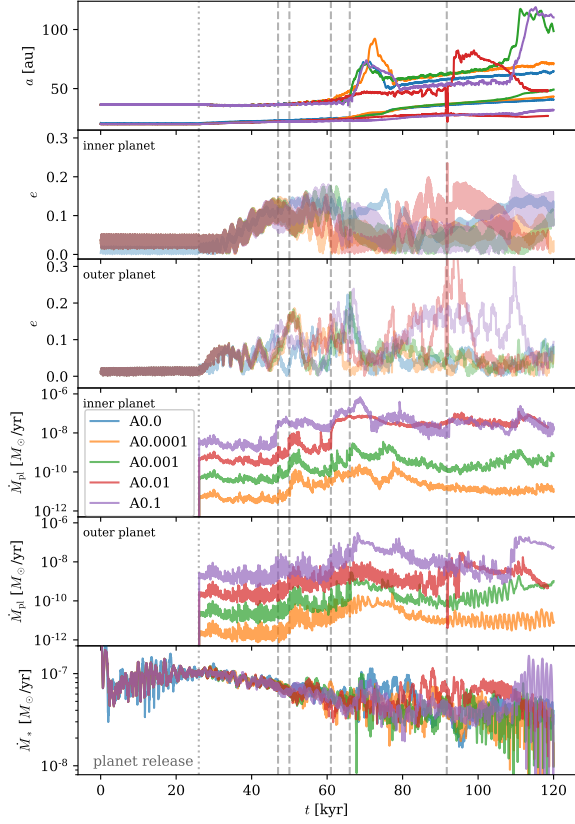 100
50
a [au]
inner planet
0.3
0.2
0.1
0.0
e
outer planet
0.3
0.2
0.1
0.0
e
inner planet
10⁻⁶
10⁻⁸
10⁻¹⁰
10⁻¹²
Ṁ_pl [M_⊙/yr]
A0.0
A0.0001
A0.001
A0.01
A0.1
outer planet
10⁻⁶
10⁻⁸
10⁻¹⁰
10⁻¹²
Ṁ_pl [M_⊙/yr]
10⁻⁷
10⁻⁸
Ṁ_* [M_⊙/yr]
planet release
0 20 40 60 80 100 120
t [kyr]